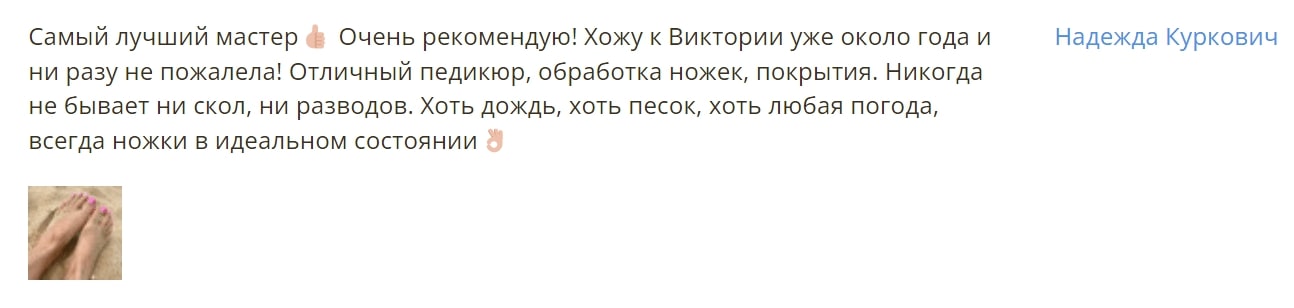 Самый лучший мастер👍 Очень рекомендую! Хожу к Виктории уже около года и
ни разу не пожалела! Отличный педикюр, обработка ножек, покрытия. Никогда
не бывает ни скол, ни разводов. Хоть дождь, хоть песок, хоть любая погода,
всегда ножки в идеальном состоянии👌
Надежда Куркович